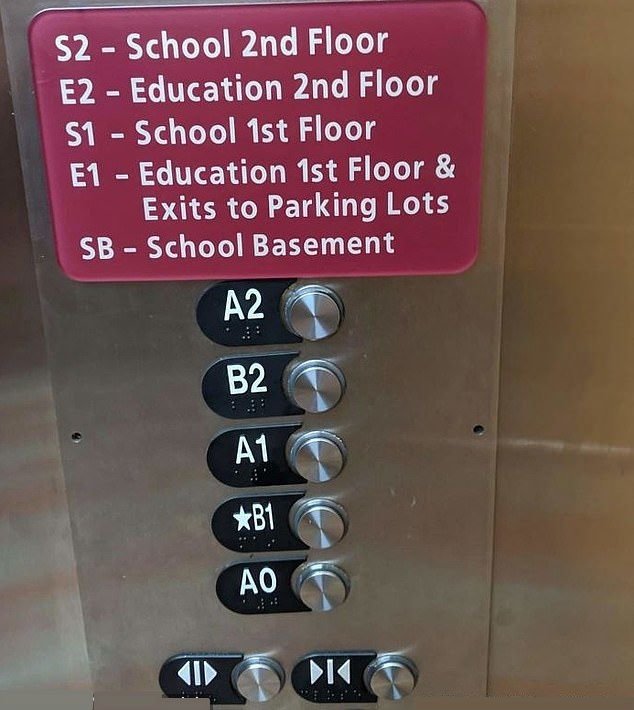 S2 – School 2nd Floor
E2 – Education 2nd Floor
S1 – School 1st Floor
E1 – Education 1st Floor &
Exits to Parking Lots
SB – School Basement
A2
B2
A1
★B1
A0